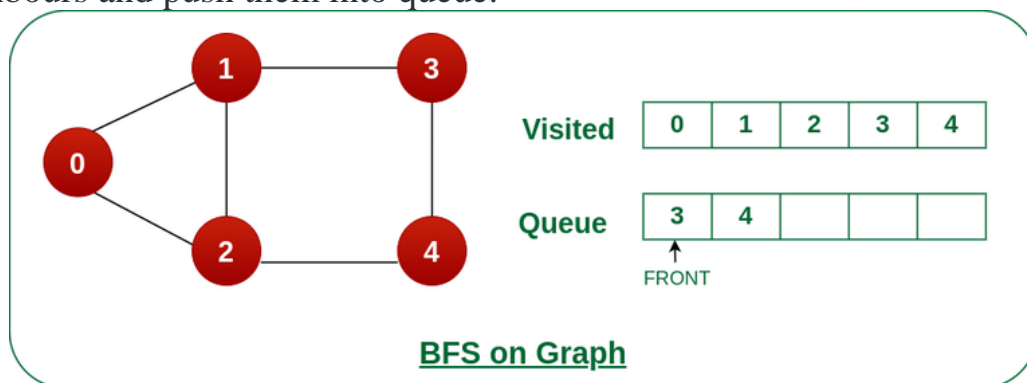 and push them into queue.
1
3
Visited 0 1 2 3 4
0
Queue 3 4
2
4
FRONT
BFS on Graph